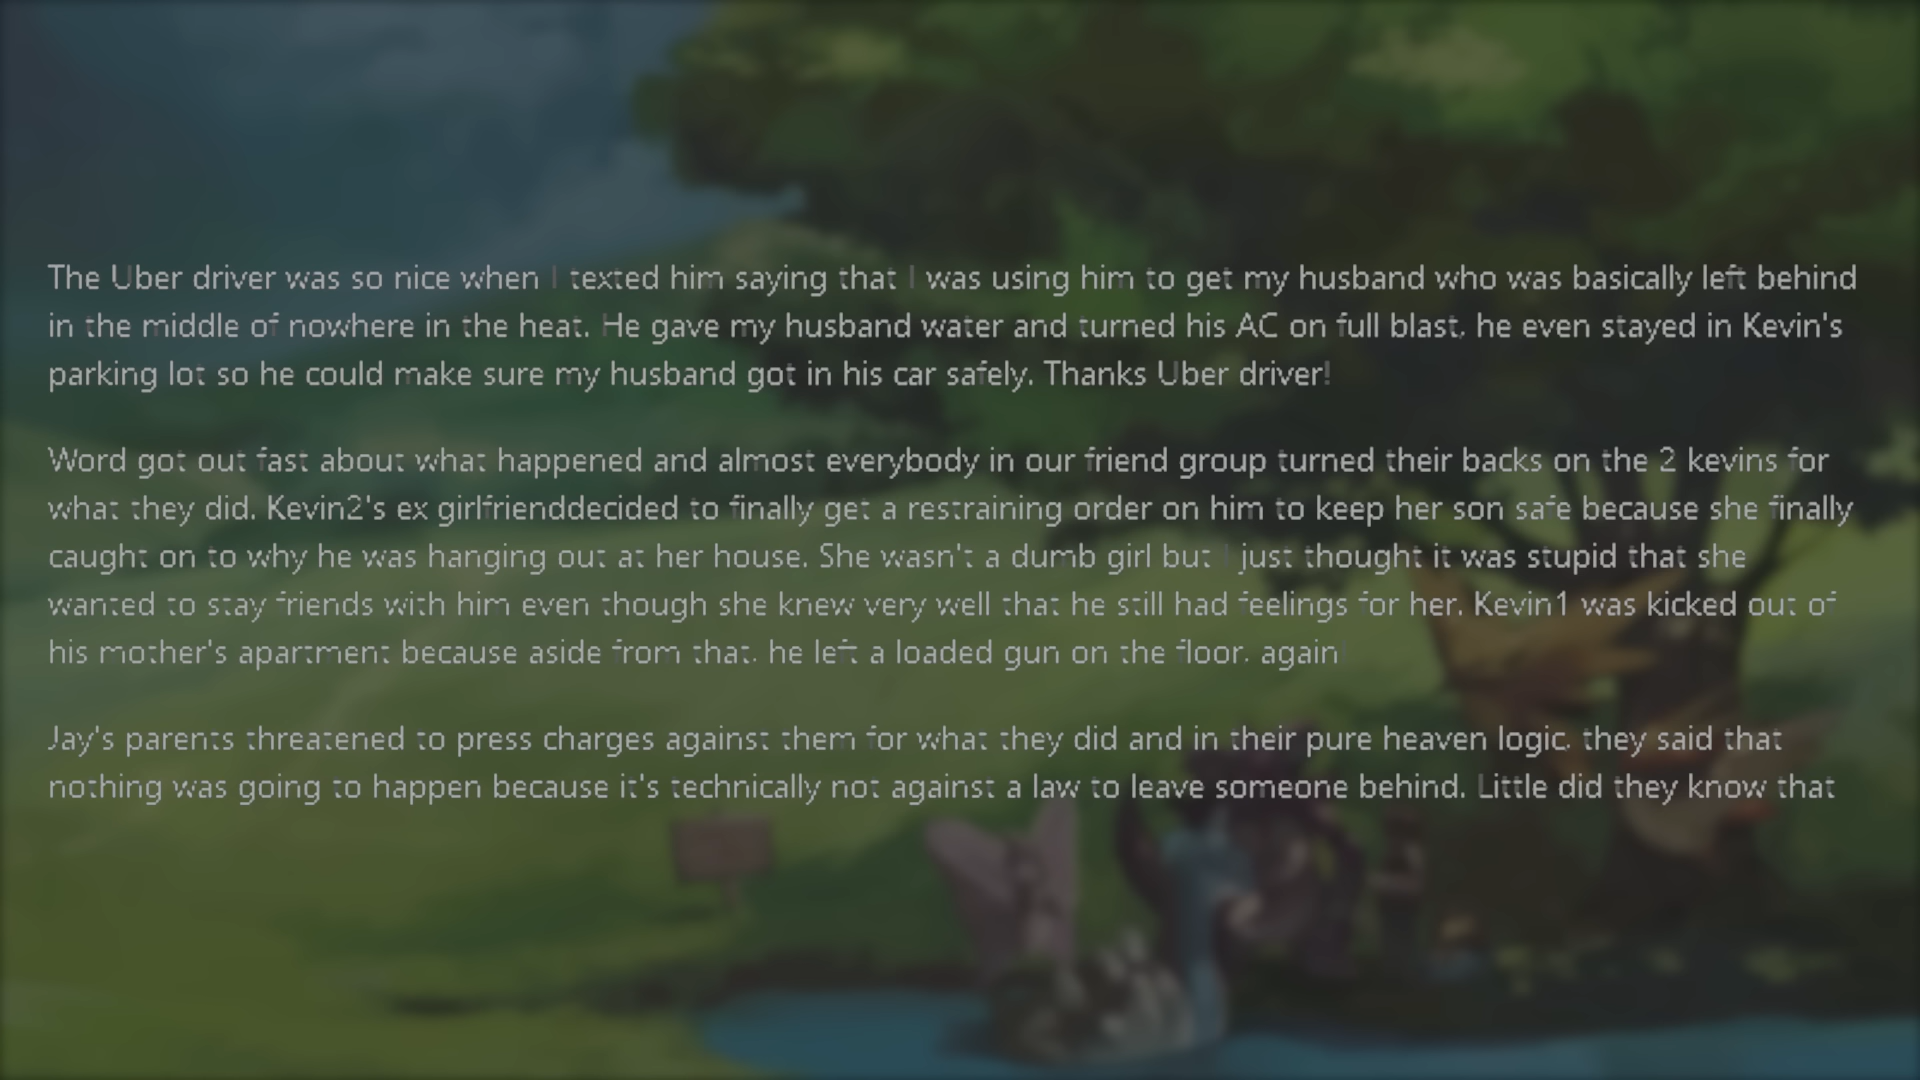 The Uber driver was so nice when I texted him saying that I was using him to get my husband who was basically left behind
in the middle of nowhere in the heat. He gave my husband water and turned his AC on full blast, he even stayed in Kevin's
parking lot so he could make sure my husband got in his car safely. Thanks Uber driver!
Word got out fast about what happened and almost everybody in our friend group turned their backs on the 2 kevins for
what they did. Kevin2's ex girlfrienddecided to finally get a restraining order on him to keep her son safe because she finally
caught on to why he was hanging out at her house. She wasn't a dumb girl but I just thought it was stupid that she
wanted to stay friends with him even though she knew very well that he still had feelings for her. Kevin1 was kicked out of
his mother's apartment because aside from that, he left a loaded gun on the floor, again!
Jay's parents threatened to press charges against them for what they did and in their pure heaven logic, they said that
nothing was going to happen because it's technically not against a law to leave someone behind. Little did they know that